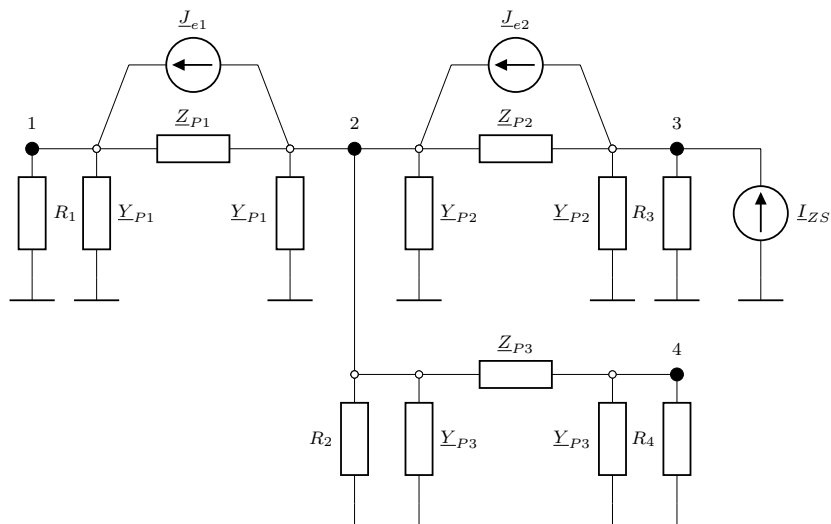 J_e1
J_e2
1
Z_P1
2
Z_P2
3
R_1
Y_P1
Y_P1
Y_P2
Y_P2
R_3
I_ZS
Z_P3
4
R_2
Y_P3
Y_P3
R_4